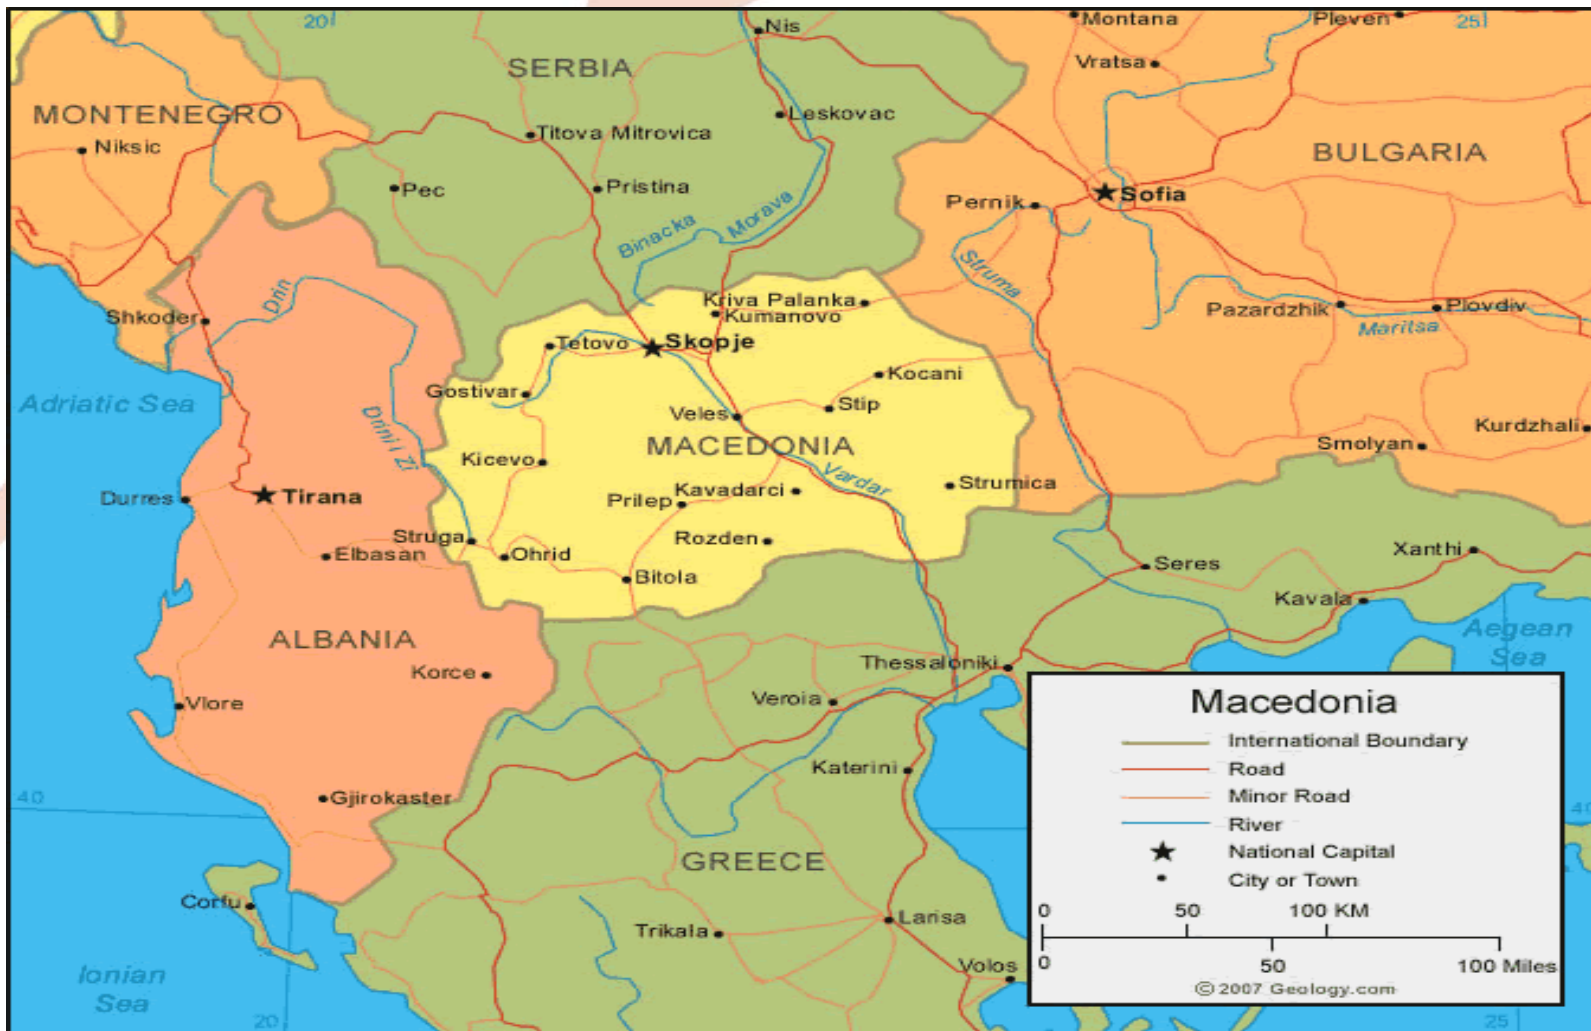 20
25
Montana
Pleven
Nis
SERBIA
Vratsa
MONTENEGRO
Leskovac
Titova Mitrovica
Niksic
BULGARIA
Pec
Pristina
Sofia
Pernik
Binacka
Morava
Struma
Drin
Kriva Palanka
Kumanovo
Pazardzhik
Plovdiv
Maritsa
Shkoder
Tetovo
Skopje
Kocani
Gostivar
Adriatic Sea
Stip
Veles
Drini i Zi
MACEDONIA
Kurdzhali
Smolyan
Kicevo
Vardar
Strumica
Kavadarci
Prilep
Durres
Tirana
Struga
Ohrid
Rozden
Elbasan
Xanthi
Seres
Bitola
Kavala
ALBANIA
Aegean
Sea
Thessaloniki
Korce
Veroia
Vlore
Katerini
Gjirokaster
40
40
GREECE
Corfu
Larisa
Trikala
Volos
Ionian
Sea
20
25
Macedonia
International Boundary
Road
Minor Road
River
National Capital
City or Town
0 50 100 KM
0 50 100 Miles
© 2007 Geology.com